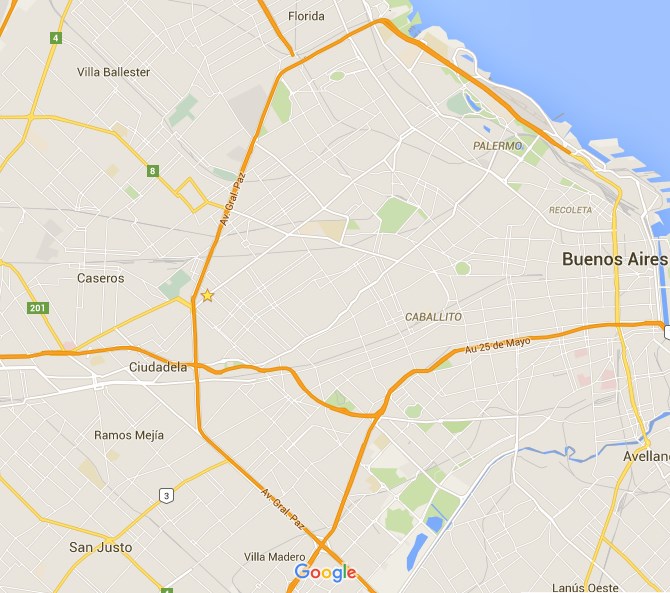 Florida
4
Villa Ballester
PALERMO
8
Av. Gral. Paz
RECOLETA
Buenos Aires
Caseros
201
CABALLITO
Au 25 de Mayo
Ciudadela
Ramos Mejía
Avellan
3
Av. Gral. Paz
San Justo
Villa Madero
Google
Lanús Oeste
4